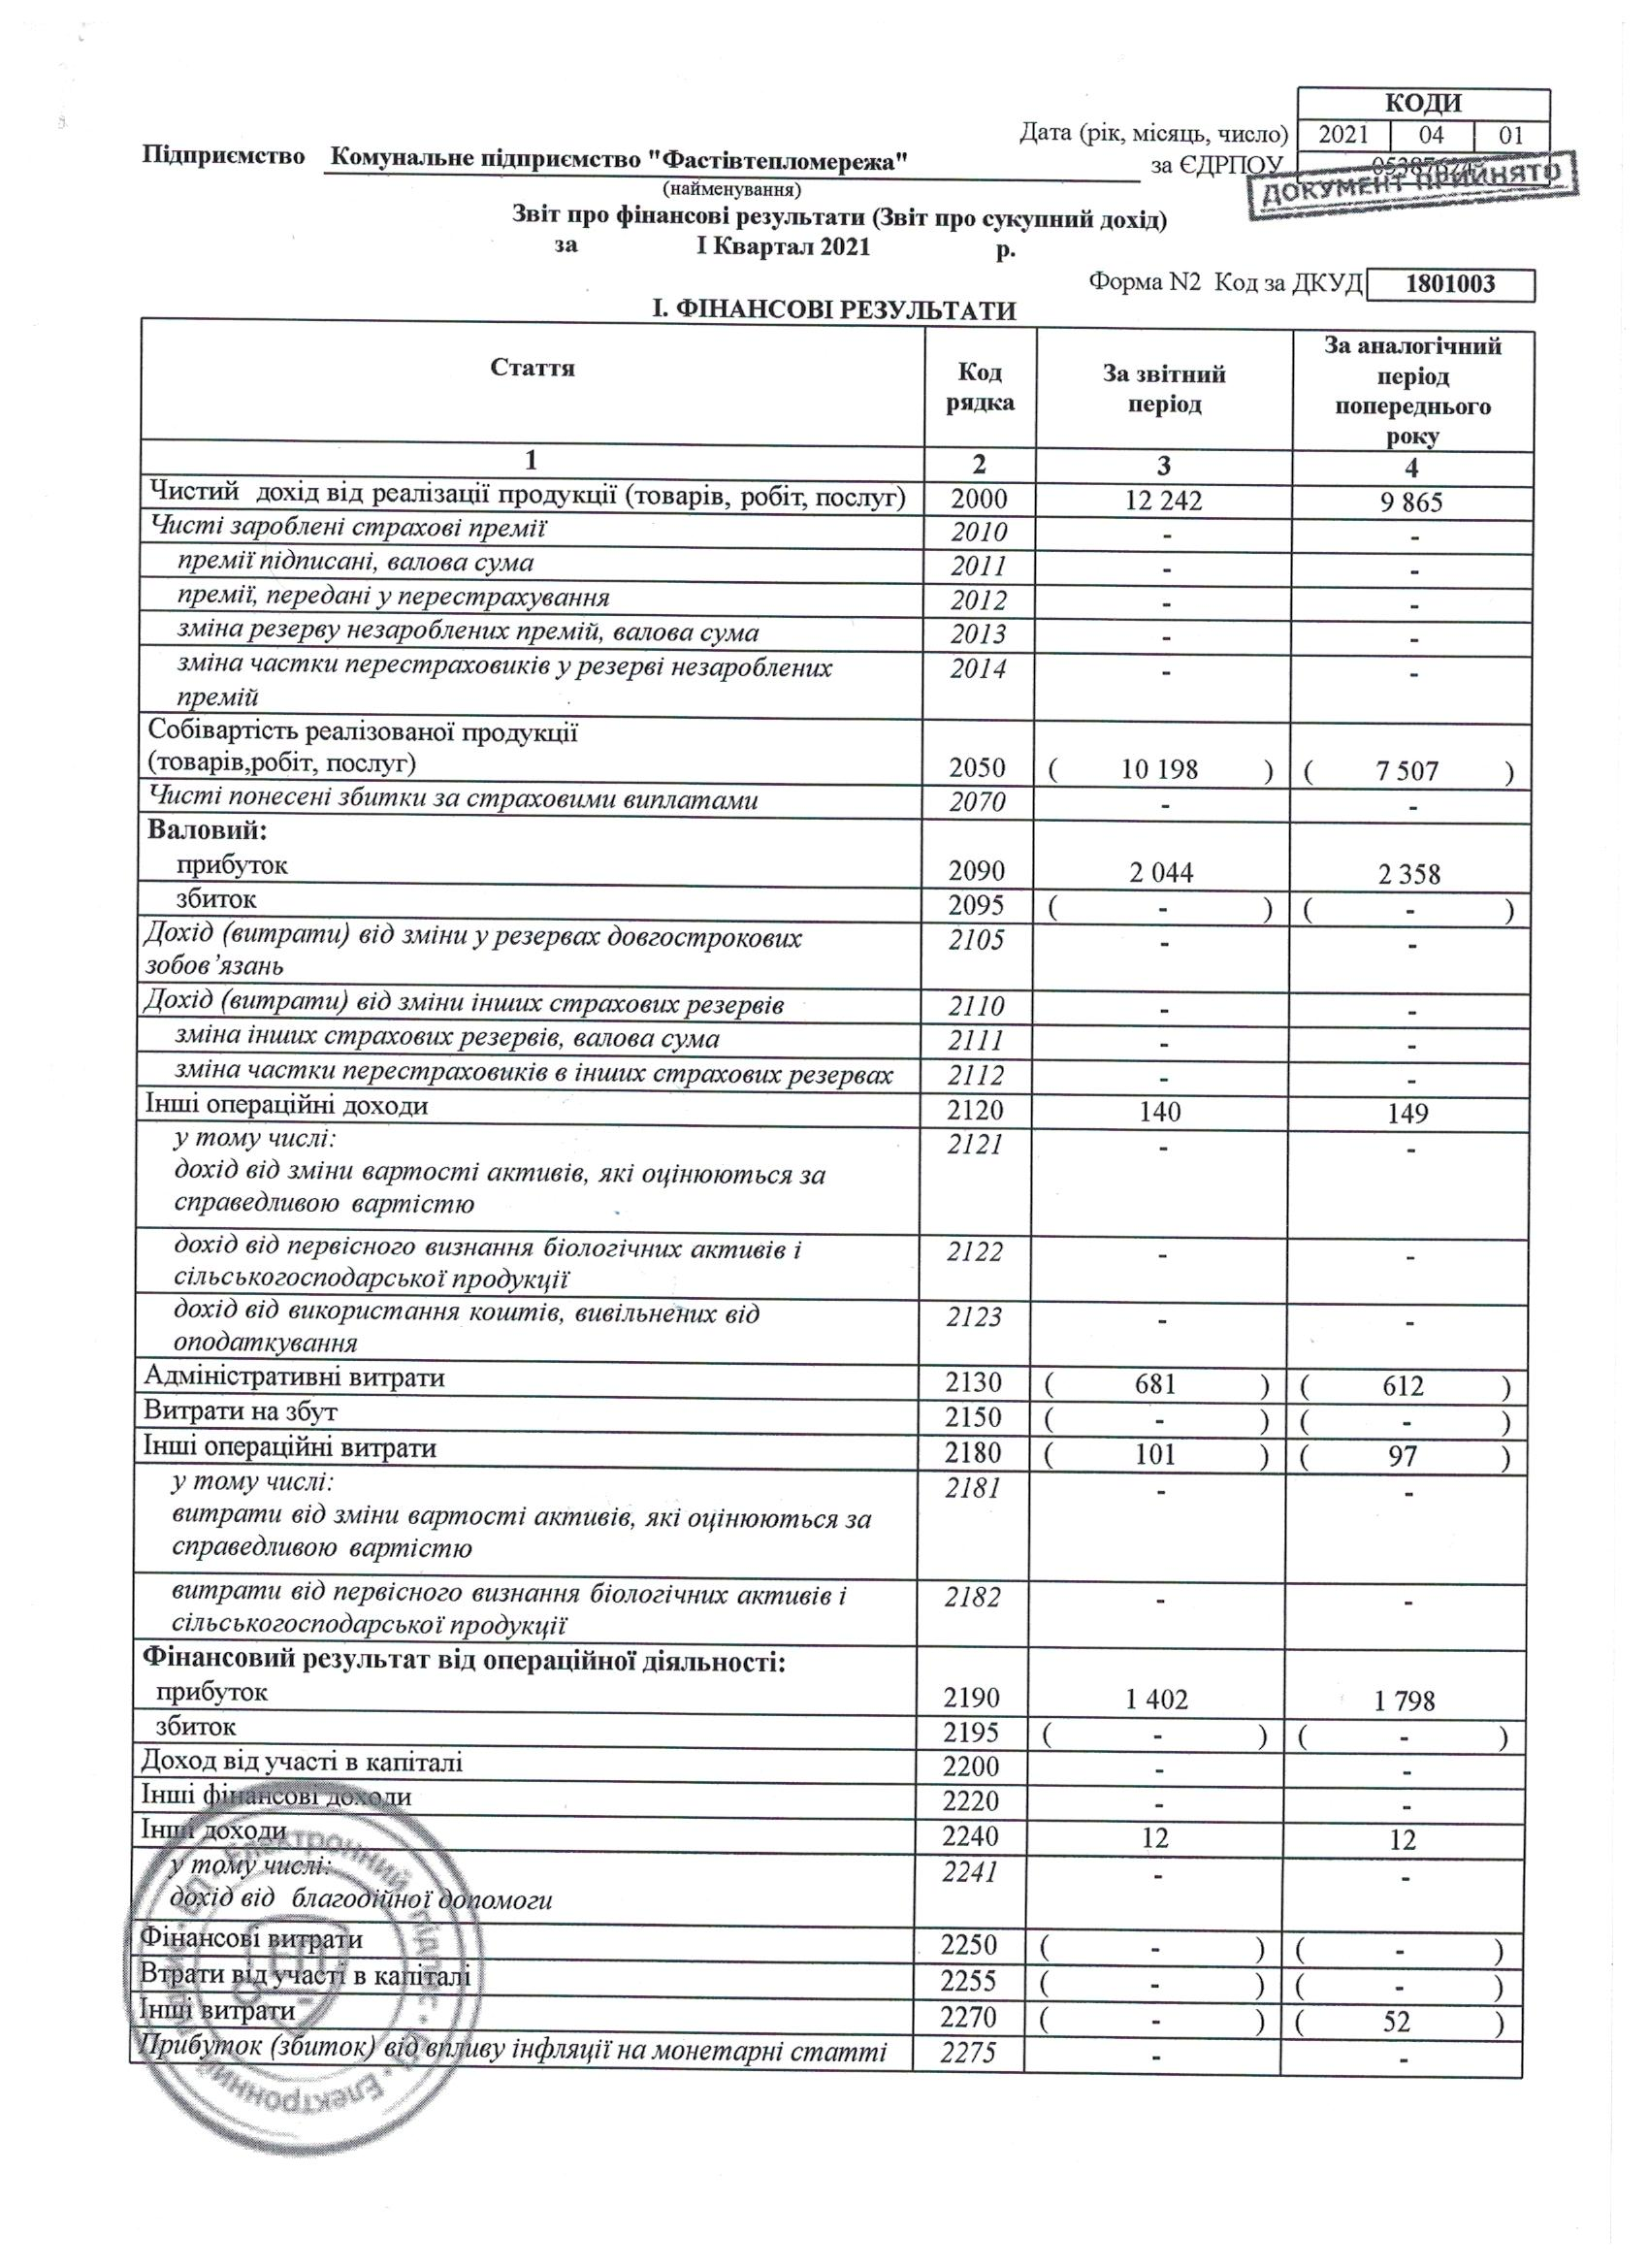 КОДИ
Дата (рік, місяць, число) 2021 04 01
Підприємство Комунальне підприємство "Фастівтепломережа" за ЄДРПОУ
ДОКУМЕНТ ПРИЙНЯТО
(найменування)
Звіт про фінансові результати (Звіт про сукупний дохід)
за І Квартал 2021 р.
Форма N2 Код за ДКУД 1801003
І. ФІНАНСОВІ РЕЗУЛЬТАТИ
Стаття Код рядка За звітний період За аналогічний період попереднього року
1 2 3 4
Чистий дохід від реалізації продукції (товарів, робіт, послуг) 2000 12 242 9 865
Чисті зароблені страхові премії 2010 - -
премії підписані, валова сума 2011 - -
премії, передані у перестрахування 2012 - -
зміна резерву незароблених премій, валова сума 2013 - -
зміна частки перестраховиків у резерві незароблених 2014 - -
премій
Собівартість реалізованої продукції
(товарів,робіт, послуг) 2050 ( 10 198 ) ( 7 507 )
Чисті понесені збитки за страховими виплатами 2070 - -
Валовий:
прибуток 2090 2 044 2 358
збиток 2095 ( - ) ( - )
Дохід (витрати) від зміни у резервах довгострокових 2105 - -
зобов’язань
Дохід (витрати) від зміни інших страхових резервів 2110 - -
зміна інших страхових резервів, валова сума 2111 - -
зміна частки перестраховиків в інших страхових резервах 2112 - -
Інші операційні доходи 2120 140 149
у тому числі: 2121 - -
дохід від зміни вартості активів, які оцінюються за
справедливою вартістю
дохід від первісного визнання біологічних активів і 2122 - -
сільськогосподарської продукції
дохід від використання коштів, вивільнених від 2123 - -
оподаткування
Адміністративні витрати 2130 ( 681 ) ( 612 )
Витрати на збут 2150 ( - ) ( - )
Інші операційні витрати 2180 ( 101 ) ( 97 )
у тому числі: 2181 - -
витрати від зміни вартості активів, які оцінюються за
справедливою вартістю
витрати від первісного визнання біологічних активів і 2182 - -
сільськогосподарської продукції
Фінансовий результат від операційної діяльності:
прибуток 2190 1 402 1 798
збиток 2195 ( - ) ( - )
Доход від участі в капіталі 2200 - -
Інші фінансові доходи 2220 - -
Інші доходи 2240 12 12
у тому числі: 2241 - -
дохід від благодійної допомоги
Фінансові витрати 2250 ( - ) ( - )
Втрати від участі в капіталі 2255 ( - ) ( - )
Інші витрати 2270 ( - ) ( 52 )
Прибуток (збиток) від впливу інфляції на монетарні статті 2275 - -
Електронний підпис